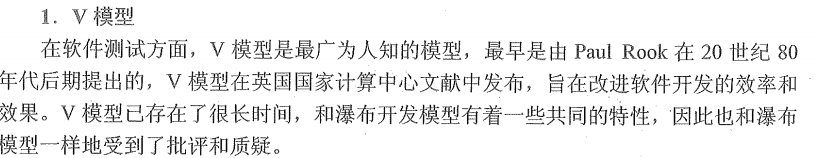 1．V 模型
在软件测试方面，V 模型是最广为人知的模型，最早是由 Paul Rook 在 20 世纪 80
年代后期提出的，V 模型在英国国家计算中心文献中发布，旨在改进软件开发的效率和
效果。V 模型已存在了很长时间，和瀑布开发模型有着一些共同的特性，因此也和瀑布
模型一样地受到了批评和质疑。